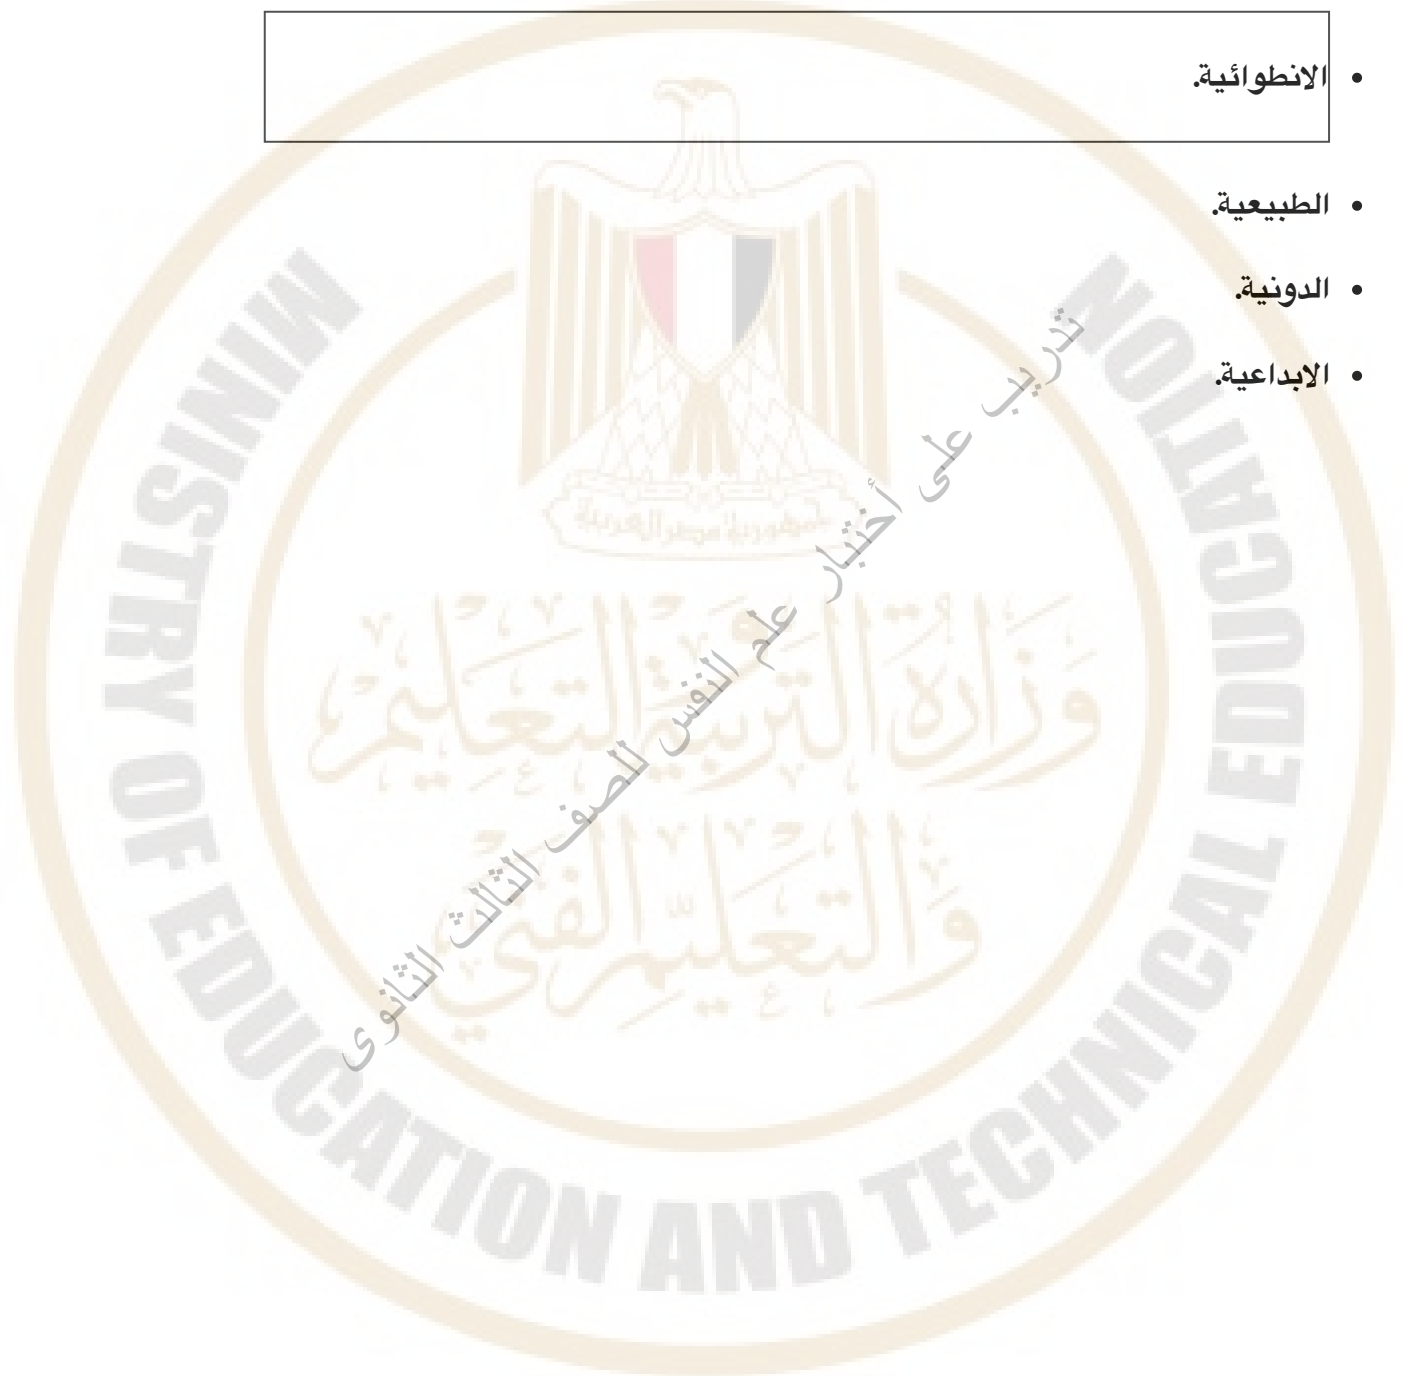 الانطوائية.
الطبيعية.
الدونية.
الابداعية.
تدريب على أختبار علم النفس للصف الثالث الثانوى
جمهورية مصر العربية
وزارة التربية والتعليم
والتعليم الفني
MINISTRY OF EDUCATION AND TECHNICAL EDUCATION